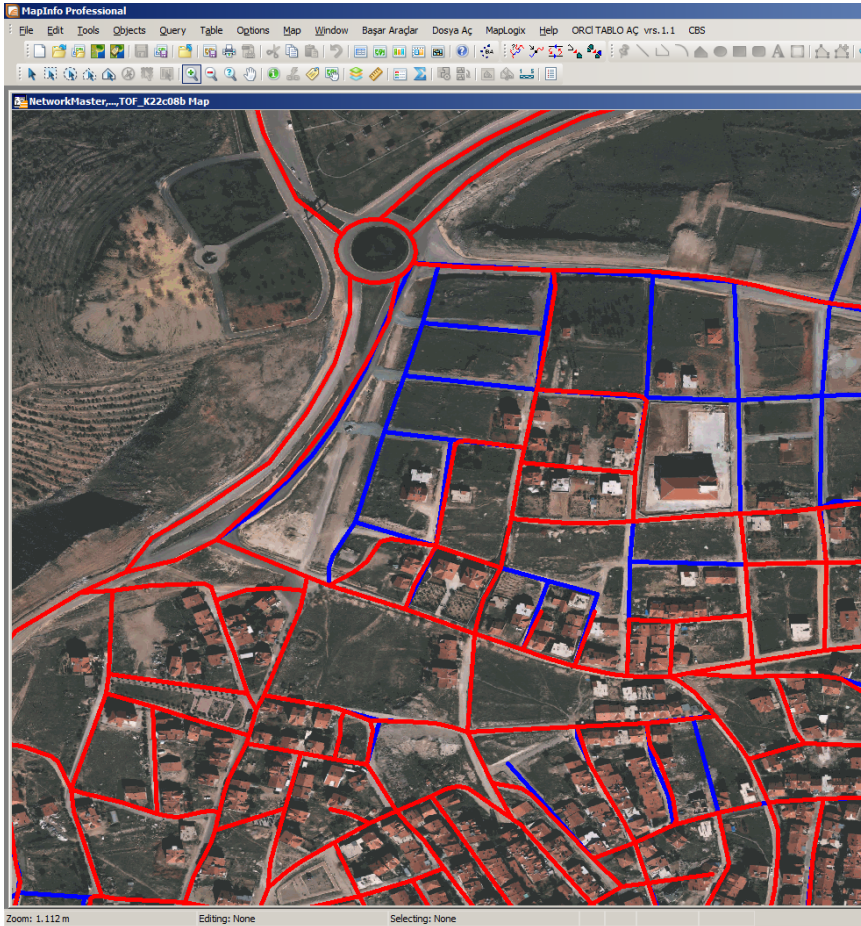 MapInfo Professional
File Edit Tools Objects Query Table Options Map Window Başar Araçlar Dosya Aç MapLogix Help ORCİ TABLO AÇ vrs.1.1 CBS
NetworkMaster,...,TOF_K22c08b Map
Zoom: 1.112 m Editing: None Selecting: None